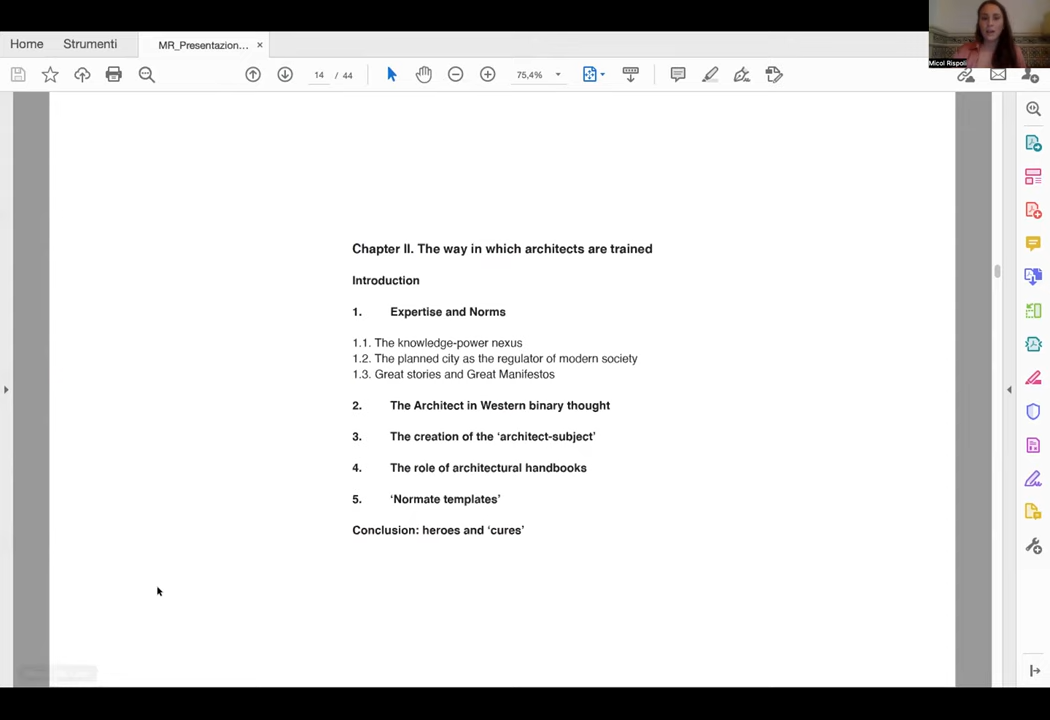 Home Strumenti MR_Presentazion... ×
14 / 44 75,4%
Micol Rispoli
Chapter II. The way in which architects are trained
Introduction
1. Expertise and Norms
1.1. The knowledge-power nexus
1.2. The planned city as the regulator of modern society
1.3. Great stories and Great Manifestos
2. The Architect in Western binary thought
3. The creation of the ‘architect-subject’
4. The role of architectural handbooks
5. ‘Normate templates’
Conclusion: heroes and ‘cures’